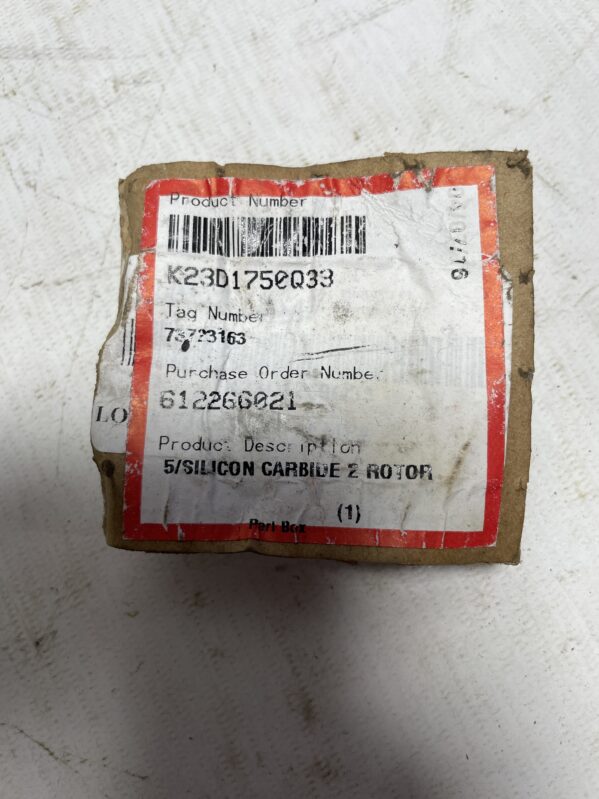 Product Number
K23D1750Q33
Tag Number
73723163
Purchase Order Number
612266021
LO
Product Description
5/SILICON CARBIDE 2 ROTOR
(1)
Part Box